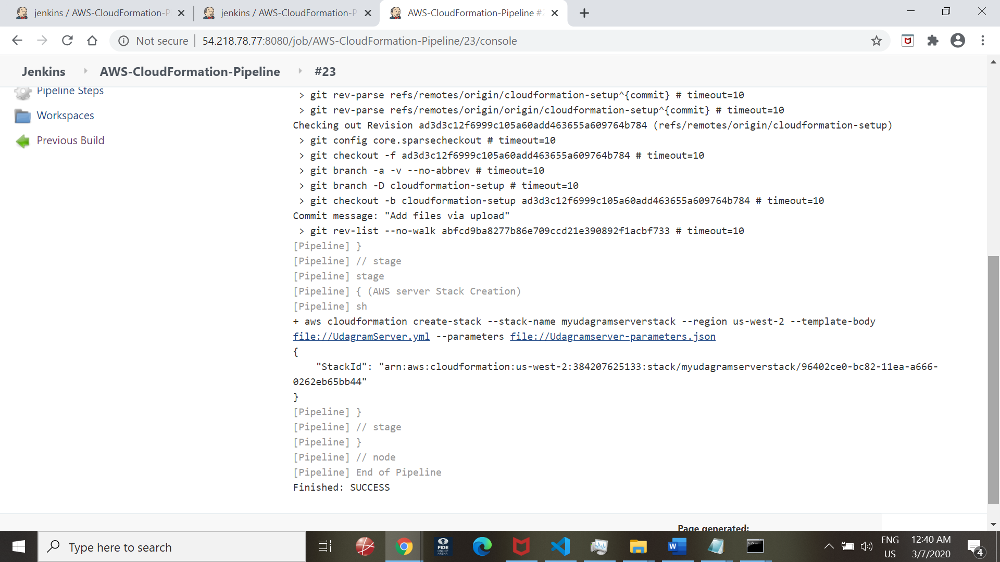 jenkins / AWS-CloudFormation-P
jenkins / AWS-CloudFormation-P
AWS-CloudFormation-Pipeline #2
Not secure
54.218.78.77:8080/job/AWS-CloudFormation-Pipeline/23/console
Jenkins
AWS-CloudFormation-Pipeline
#23
Pipeline Steps
Workspaces
Previous Build
> git rev-parse refs/remotes/origin/cloudformation-setup^{commit} # timeout=10
> git rev-parse refs/remotes/origin/origin/cloudformation-setup^{commit} # timeout=10
Checking out Revision ad3d3c12f6999c105a60add463655a609764b784 (refs/remotes/origin/cloudformation-setup)
> git config core.sparsecheckout # timeout=10
> git checkout -f ad3d3c12f6999c105a60add463655a609764b784 # timeout=10
> git branch -a -v --no-abbrev # timeout=10
> git branch -D cloudformation-setup # timeout=10
> git checkout -b cloudformation-setup ad3d3c12f6999c105a60add463655a609764b784 # timeout=10
Commit message: "Add files via upload"
> git rev-list --no-walk abfcd9ba8277b86e709ccd21e390892f1acbf733 # timeout=10
[Pipeline] }
[Pipeline] // stage
[Pipeline] stage
[Pipeline] { (AWS server Stack Creation)
[Pipeline] sh
+ aws cloudformation create-stack --stack-name myudagramserverstack --region us-west-2 --template-body
file://UdagramServer.yml --parameters file://Udagramserver-parameters.json
{
"StackId": "arn:aws:cloudformation:us-west-2:384207625133:stack/myudagramserverstack/96402ce0-bc82-11ea-a666-
0262eb65bb44"
}
[Pipeline] }
[Pipeline] // stage
[Pipeline] }
[Pipeline] // node
[Pipeline] End of Pipeline
Finished: SUCCESS
Page generated:
Type here to search
FIDE
ONLINE
ARENA
ENG
US
12:40 AM
3/7/2020
4